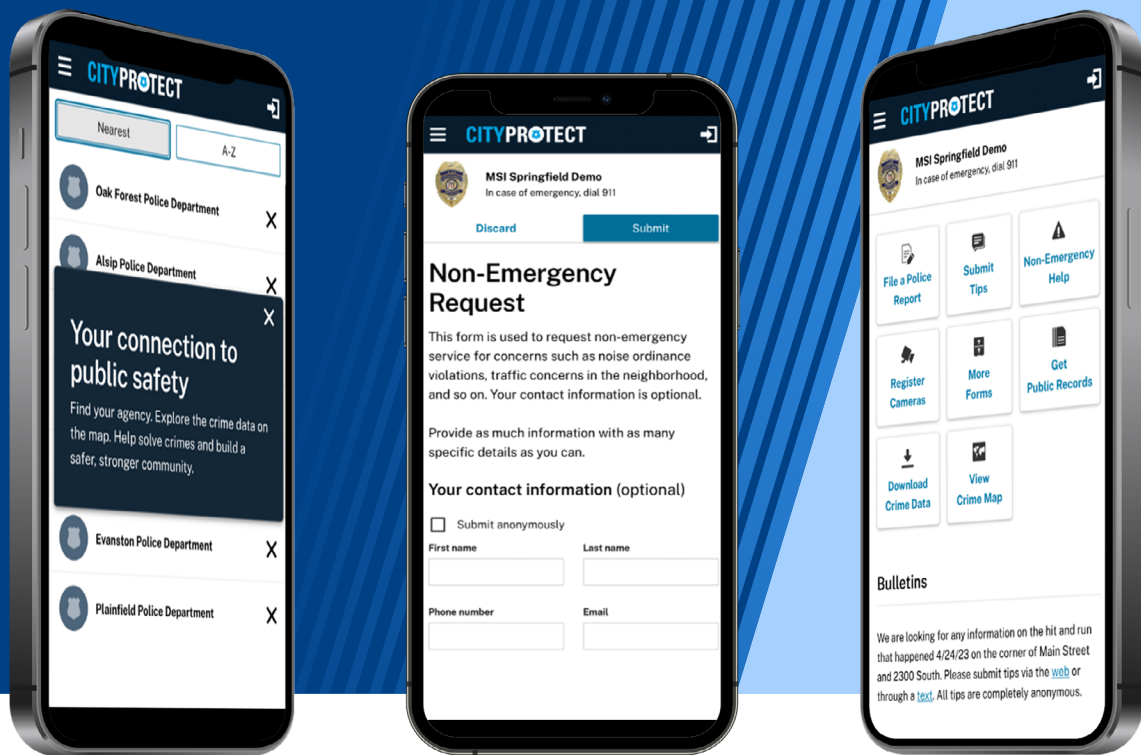 CITYPROTECT
Nearest
A-Z
Oak Forest Police Department
Alsip Police Department
Your connection to
public safety
Find your agency. Explore the crime data on
the map. Help solve crimes and build a
safer, stronger community.
Evanston Police Department
Plainfield Police Department
CITYPROTECT
MSI Springfield Demo
In case of emergency, dial 911
Discard
Submit
Non-Emergency
Request
This form is used to request non-emergency
service for concerns such as noise ordinance
violations, traffic concerns in the neighborhood,
and so on. Your contact information is optional.
Provide as much information with as many
specific details as you can.
Your contact information (optional)
Submit anonymously
First name
Last name
Phone number
Email
CITYPROTECT
MSI Springfield Demo
In case of emergency, dial 911
File a Police
Report
Submit
Tips
Non-Emergency
Help
Register
Cameras
More
Forms
Get
Public Records
Download
Crime Data
View
Crime Map
Bulletins
We are looking for any information on the hit and run
that happened 4/24/23 on the corner of Main Street
and 2300 South. Please submit tips via the web or
through a text. All tips are completely anonymous.